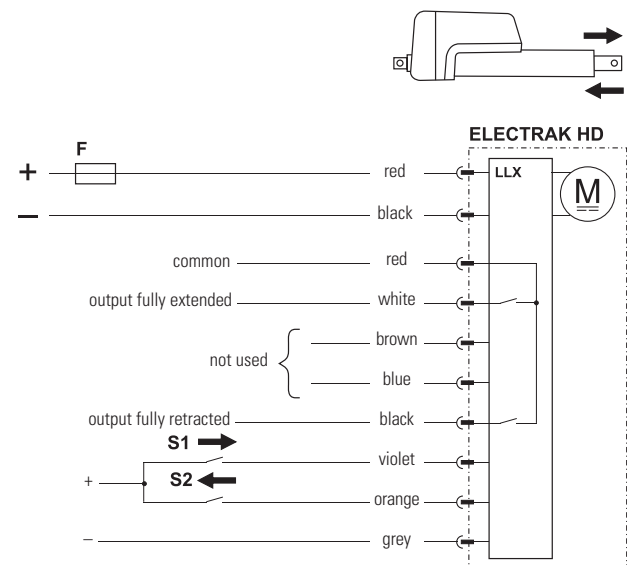 ELECTRAK HD
F
+ red LLX
M
− black
common red
output fully extended white
brown
not used
blue
output fully retracted black
S1
violet
+ S2
orange
− grey